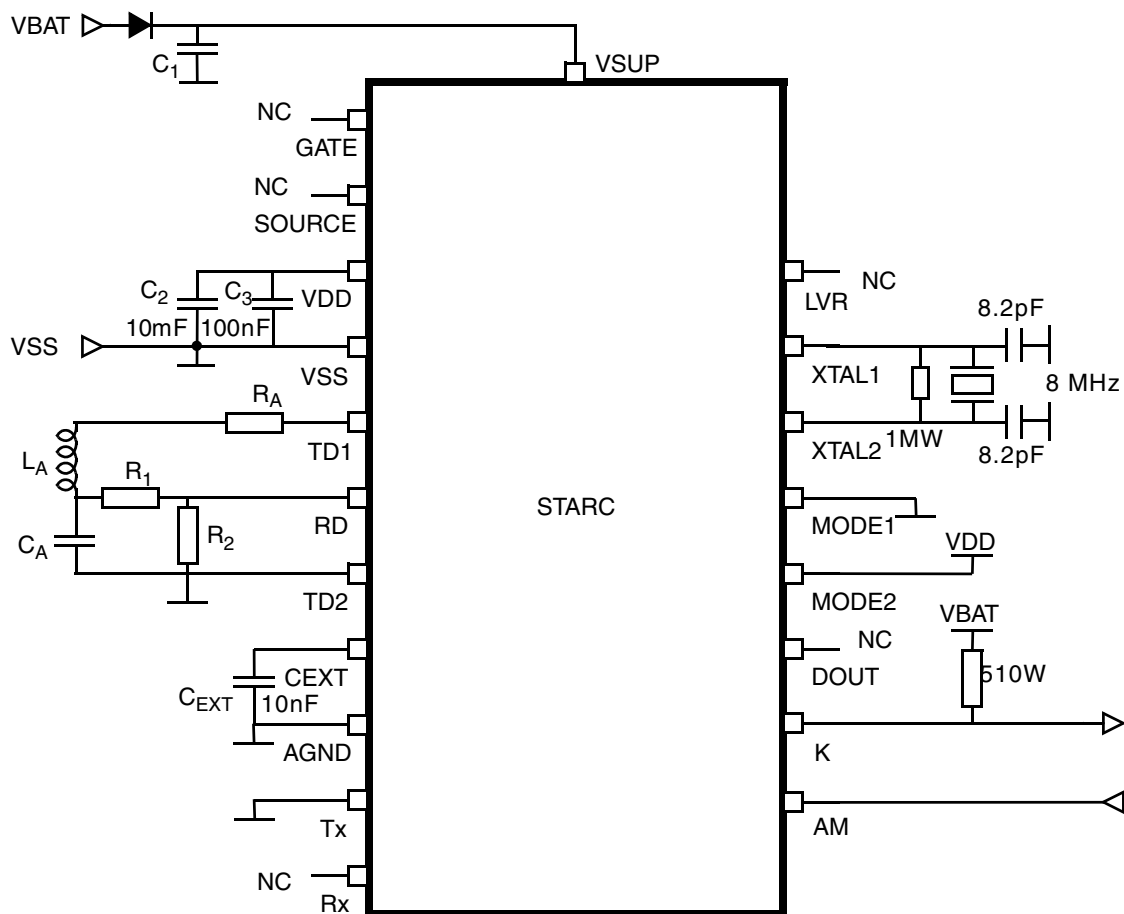 VBAT
C1
VSUP
NC
GATE
NC
SOURCE
C2
C3
VDD
10mF
100nF
VSS
VSS
RA
TD1
LA
R1
RD
CA
R2
TD2
CEXT
CEXT
10nF
AGND
Tx
NC
Rx
STARC
NC
LVR
8.2pF
XTAL1
8 MHz
1MW
XTAL2
8.2pF
MODE1
VDD
MODE2
VBAT
NC
DOUT
510W
K
AM